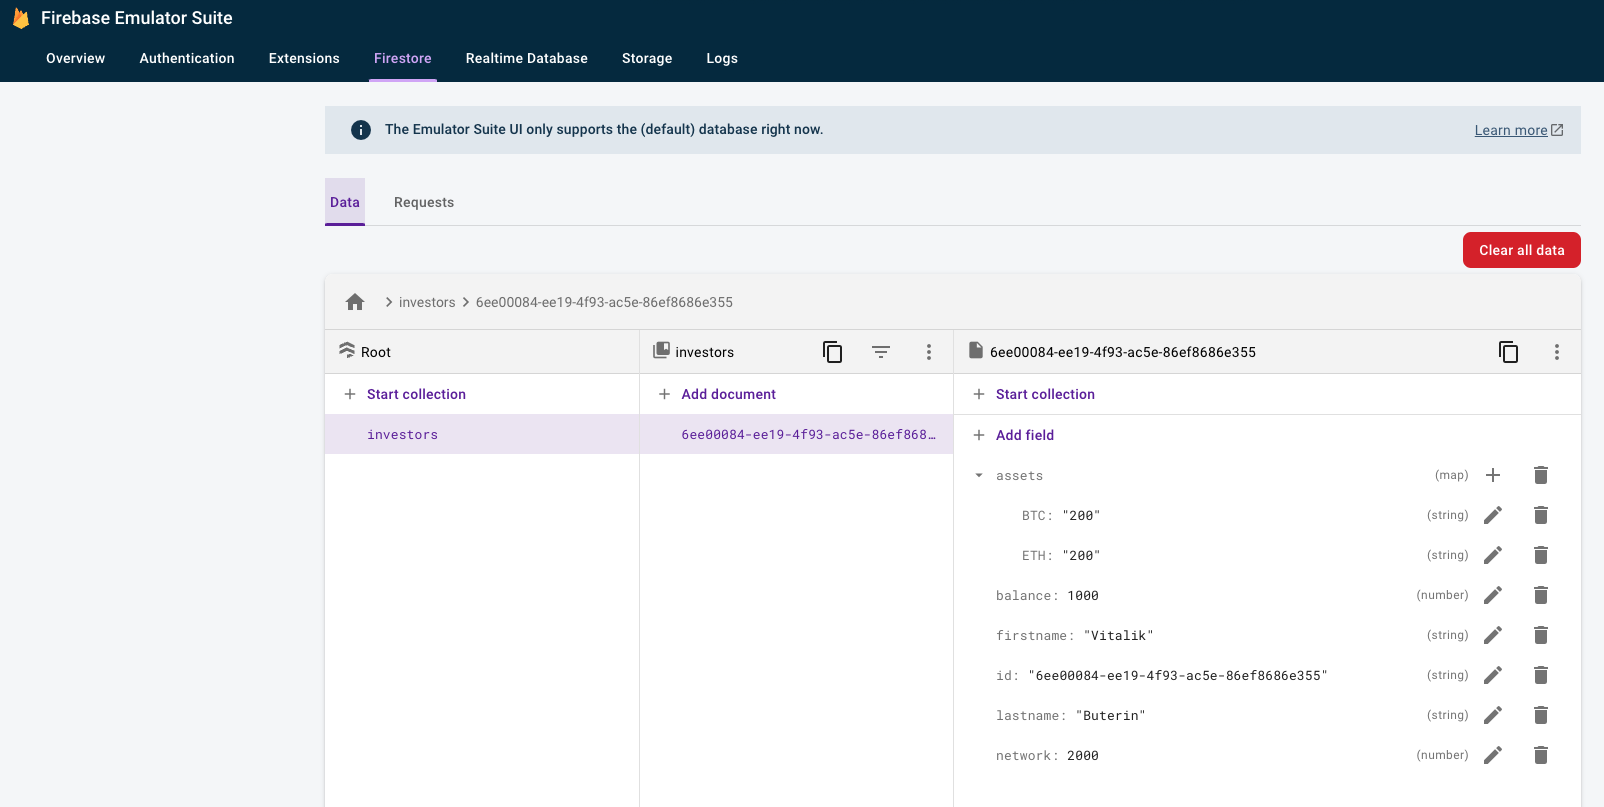 Firebase Emulator Suite
Overview Authentication Extensions Firestore Realtime Database Storage Logs
The Emulator Suite UI only supports the (default) database right now. Learn more
Data Requests
Clear all data
investors 6ee00084-ee19-4f93-ac5e-86ef8686e355
Root investors 6ee00084-ee19-4f93-ac5e-86ef8686e355
Start collection Add document Start collection
investors 6ee00084-ee19-4f93-ac5e-86ef868…
Add field
assets (map)
BTC: "200" (string)
ETH: "200" (string)
balance: 1000 (number)
firstname: "Vitalik" (string)
id: "6ee00084-ee19-4f93-ac5e-86ef8686e355" (string)
lastname: "Buterin" (string)
network: 2000 (number)